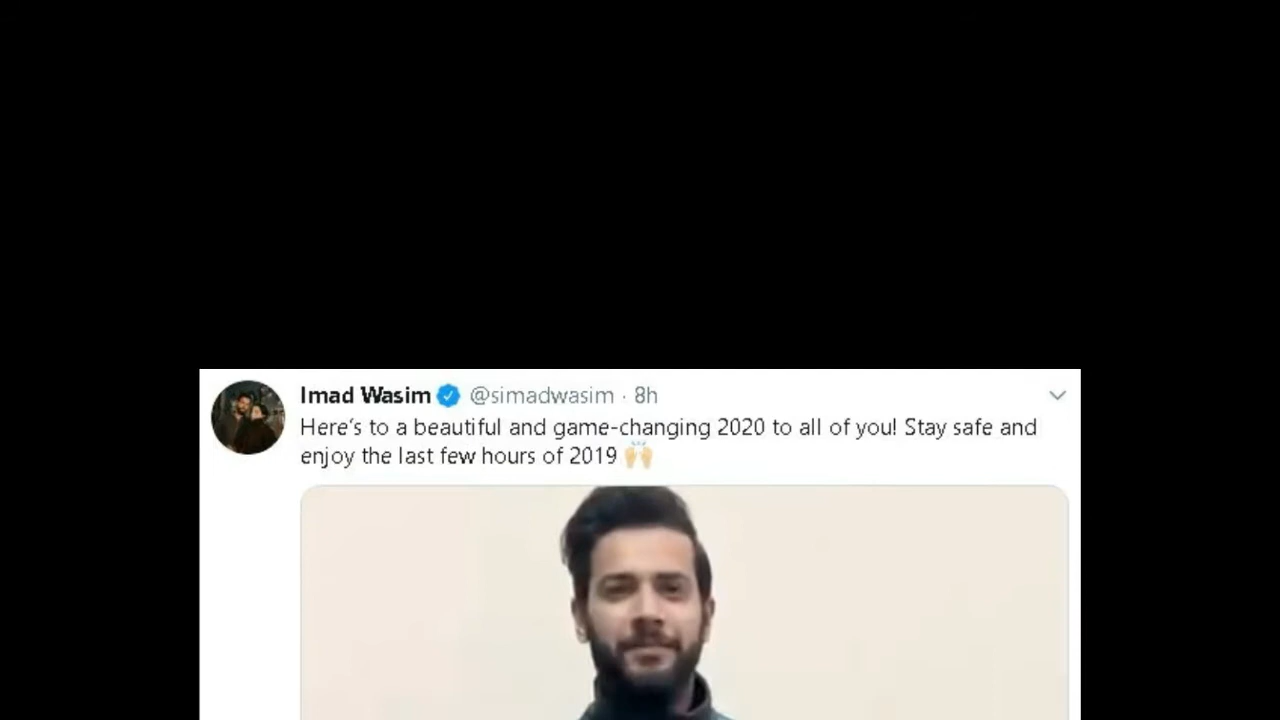 Imad Wasim @simadwasim · 8h
Here's to a beautiful and game-changing 2020 to all of you! Stay safe and
enjoy the last few hours of 2019 🙌🏼